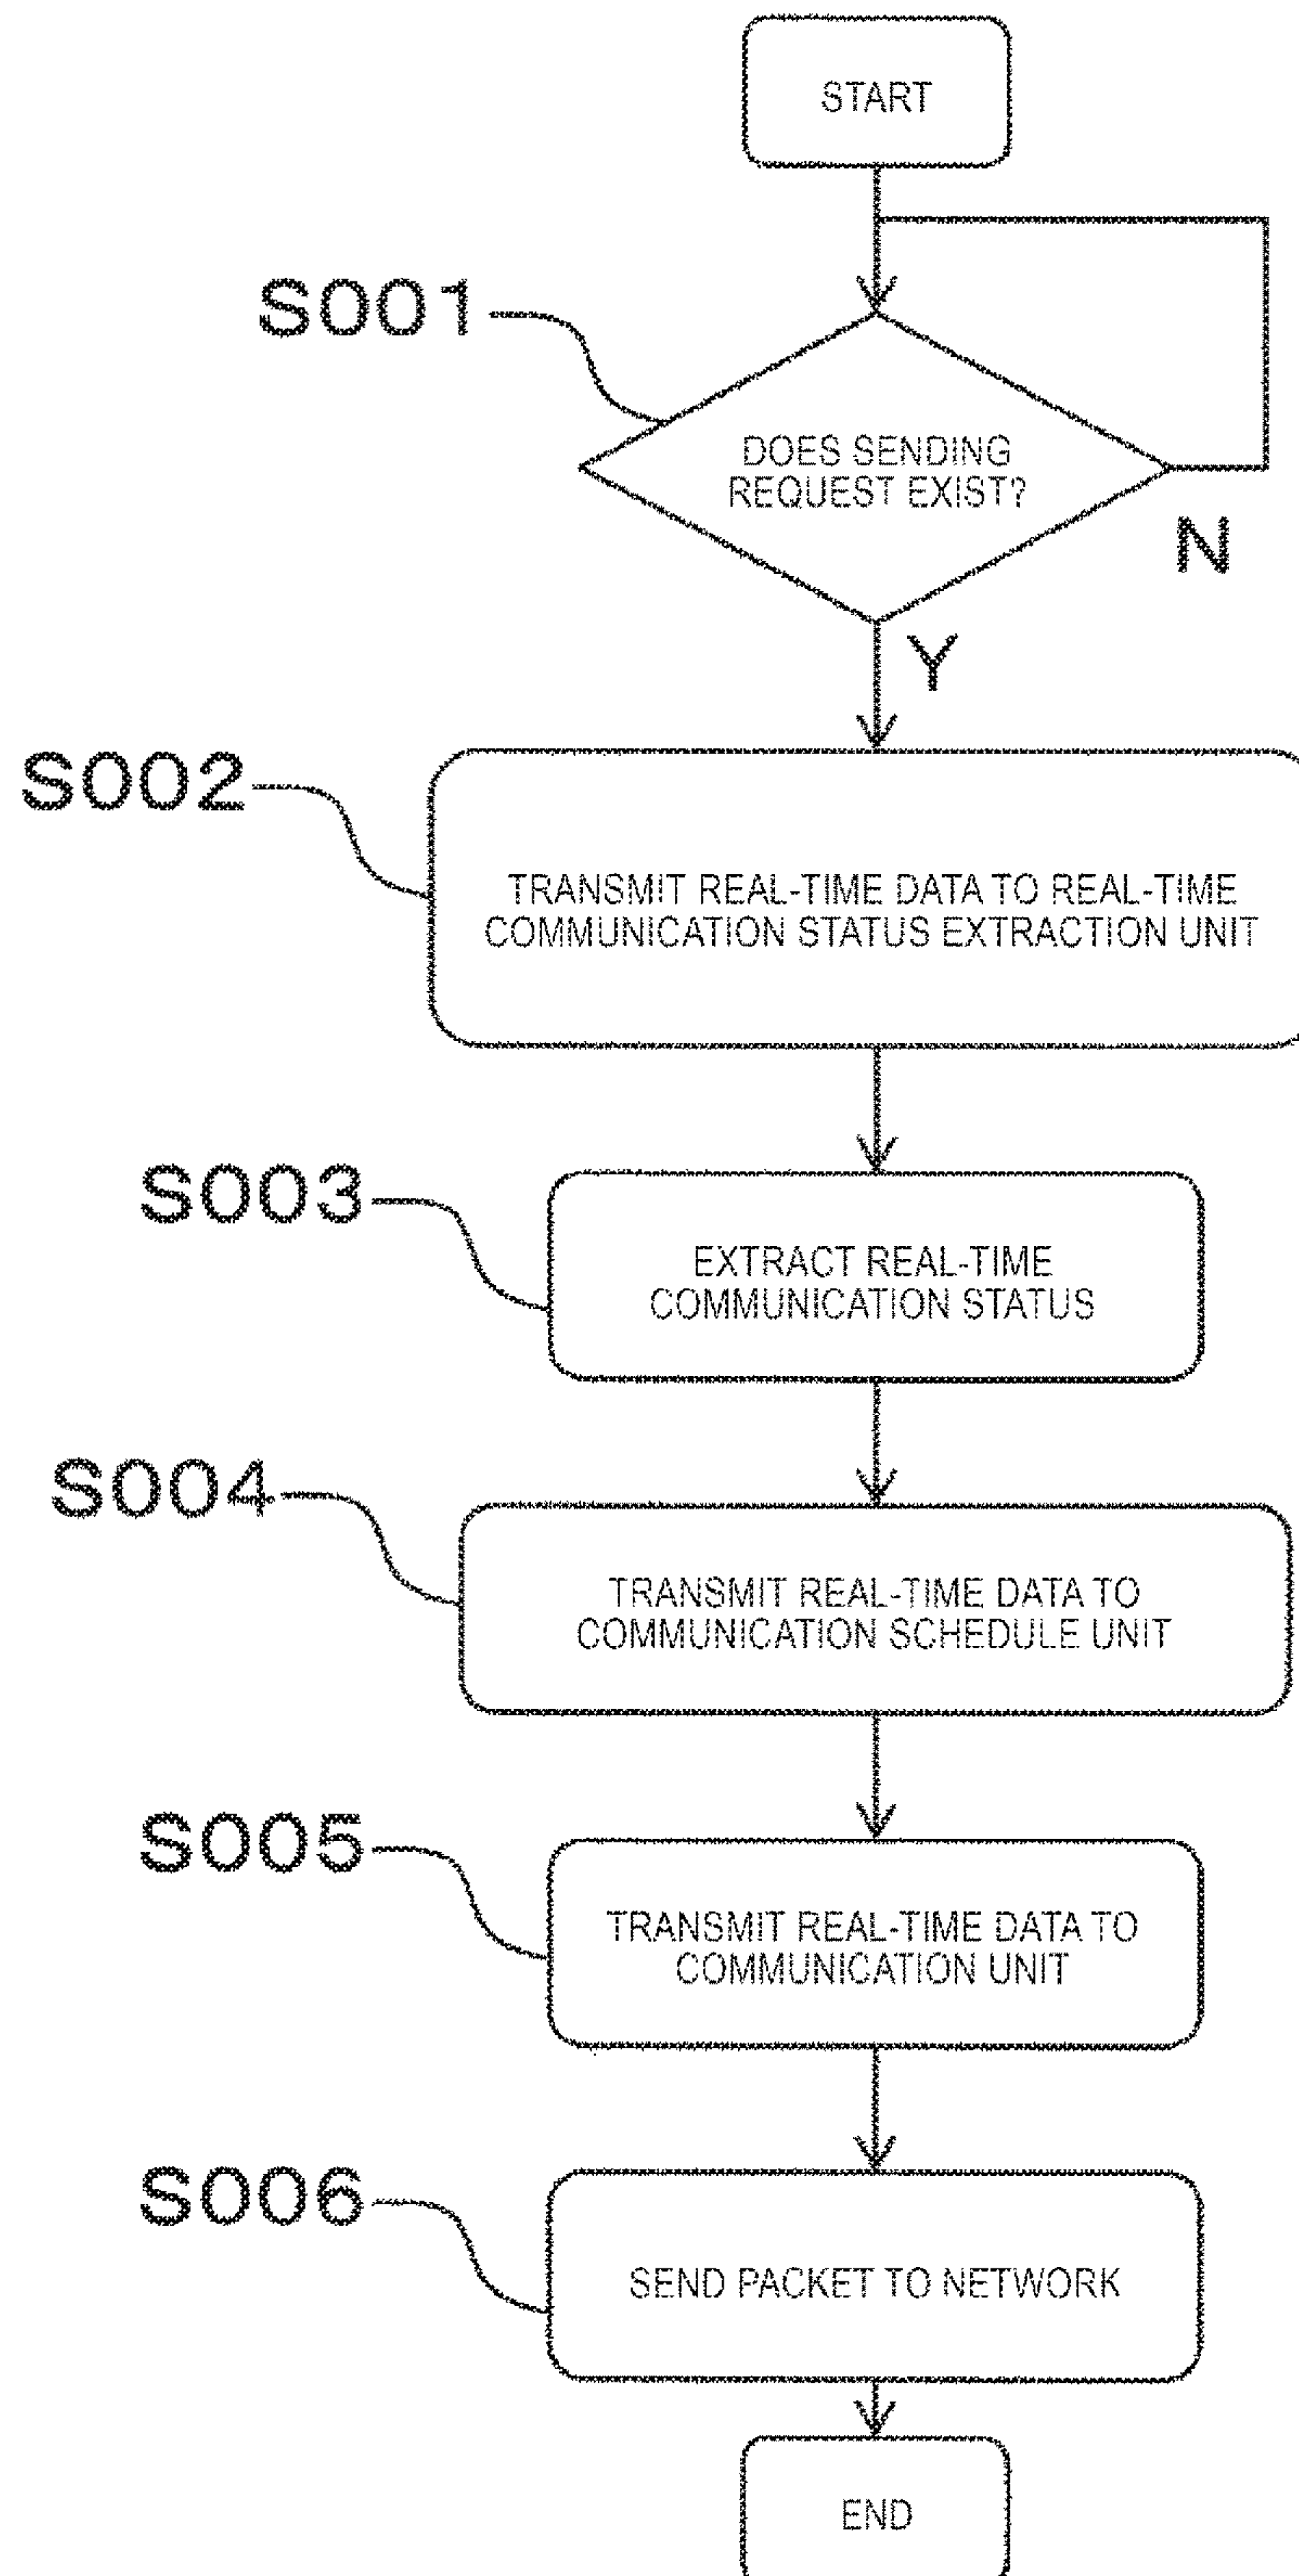 START
S001
DOES SENDING
REQUEST EXIST?
N
Y
S002
TRANSMIT REAL-TIME DATA TO REAL-TIME
COMMUNICATION STATUS EXTRACTION UNIT
S003
EXTRACT REAL-TIME
COMMUNICATION STATUS
S004
TRANSMIT REAL-TIME DATA TO
COMMUNICATION SCHEDULE UNIT
S005
TRANSMIT REAL-TIME DATA TO
COMMUNICATION UNIT
S006
SEND PACKET TO NETWORK
END